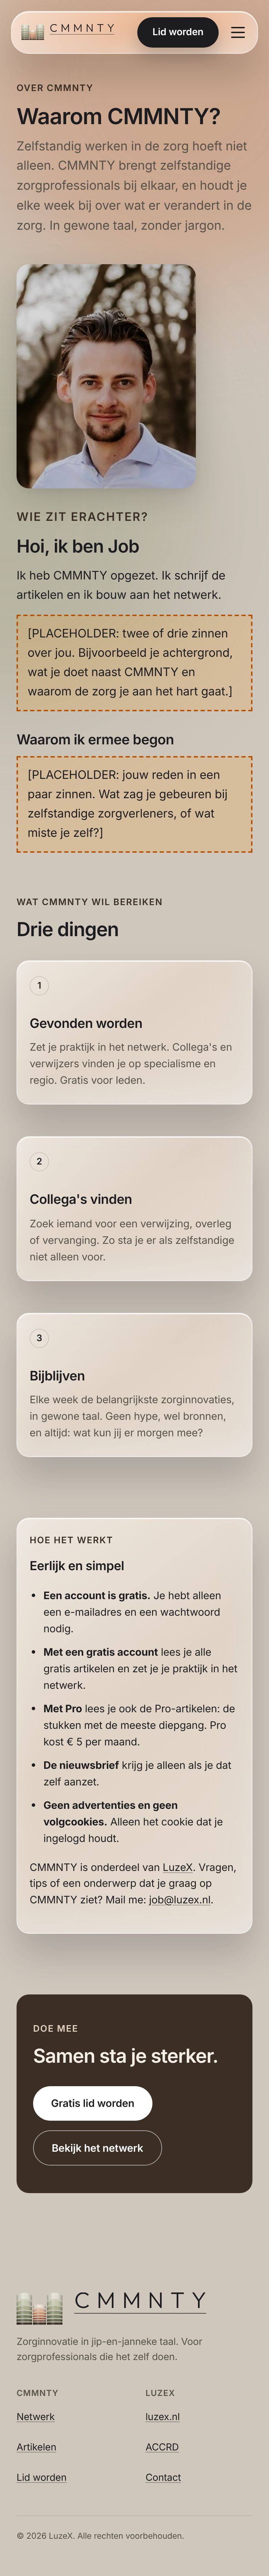 CMMNTY
Lid worden
OVER CMMNTY
Waarom CMMNTY?
Zelfstandig werken in de zorg hoeft niet
alleen. CMMNTY brengt zelfstandige
zorgprofessionals bij elkaar, en houdt je
elke week bij over wat er verandert in de
zorg. In gewone taal, zonder jargon.
WIE ZIT ERACHTER?
Hoi, ik ben Job
Ik heb CMMNTY opgezet. Ik schrijf de
artikelen en ik bouw aan het netwerk.
[PLACEHOLDER: twee of drie zinnen
over jou. Bijvoorbeeld je achtergrond,
wat je doet naast CMMNTY en
waarom de zorg je aan het hart gaat.]
Waarom ik ermee begon
[PLACEHOLDER: jouw reden in een
paar zinnen. Wat zag je gebeuren bij
zelfstandige zorgverleners, of wat
miste je zelf?]
WAT CMMNTY WIL BEREIKEN
Drie dingen
1
Gevonden worden
Zet je praktijk in het netwerk. Collega's en
verwijzers vinden je op specialisme en
regio. Gratis voor leden.
2
Collega's vinden
Zoek iemand voor een verwijzing, overleg
of vervanging. Zo sta je er als zelfstandige
niet alleen voor.
3
Bijblijven
Elke week de belangrijkste zorginnovaties,
in gewone taal. Geen hype, wel bronnen,
en altijd: wat kun jij er morgen mee?
HOE HET WERKT
Eerlijk en simpel
• Een account is gratis. Je hebt alleen
een e-mailadres en een wachtwoord
nodig.
• Met een gratis account lees je alle
gratis artikelen en zet je je praktijk in het
netwerk.
• Met Pro lees je ook de Pro-artikelen: de
stukken met de meeste diepgang. Pro
kost € 5 per maand.
• De nieuwsbrief krijg je alleen als je dat
zelf aanzet.
• Geen advertenties en geen
volgcookies. Alleen het cookie dat je
ingelogd houdt.
CMMNTY is onderdeel van LuzeX. Vragen,
tips of een onderwerp dat je graag op
CMMNTY ziet? Mail me: job@luzex.nl.
DOE MEE
Samen sta je sterker.
Gratis lid worden
Bekijk het netwerk
CMMNTY
Zorginnovatie in jip-en-janneke taal. Voor
zorgprofessionals die het zelf doen.
CMMNTY
Netwerk
Artikelen
Lid worden
LUZEX
luzex.nl
ACCRD
Contact
© 2026 LuzeX. Alle rechten voorbehouden.